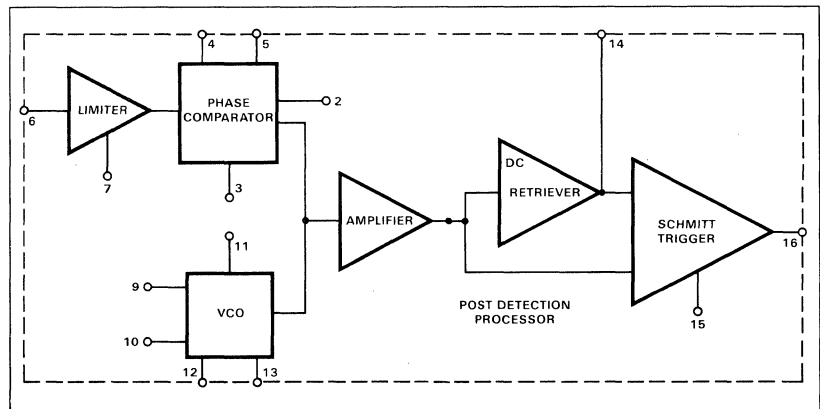 4
5
14
PHASE
COMPARATOR
LIMITER
6
2
7
3
DC
RETRIEVER
AMPLIFIER
SCHMITT
TRIGGER
16
11
9
VCO
10
POST DETECTION
PROCESSOR
15
12
13